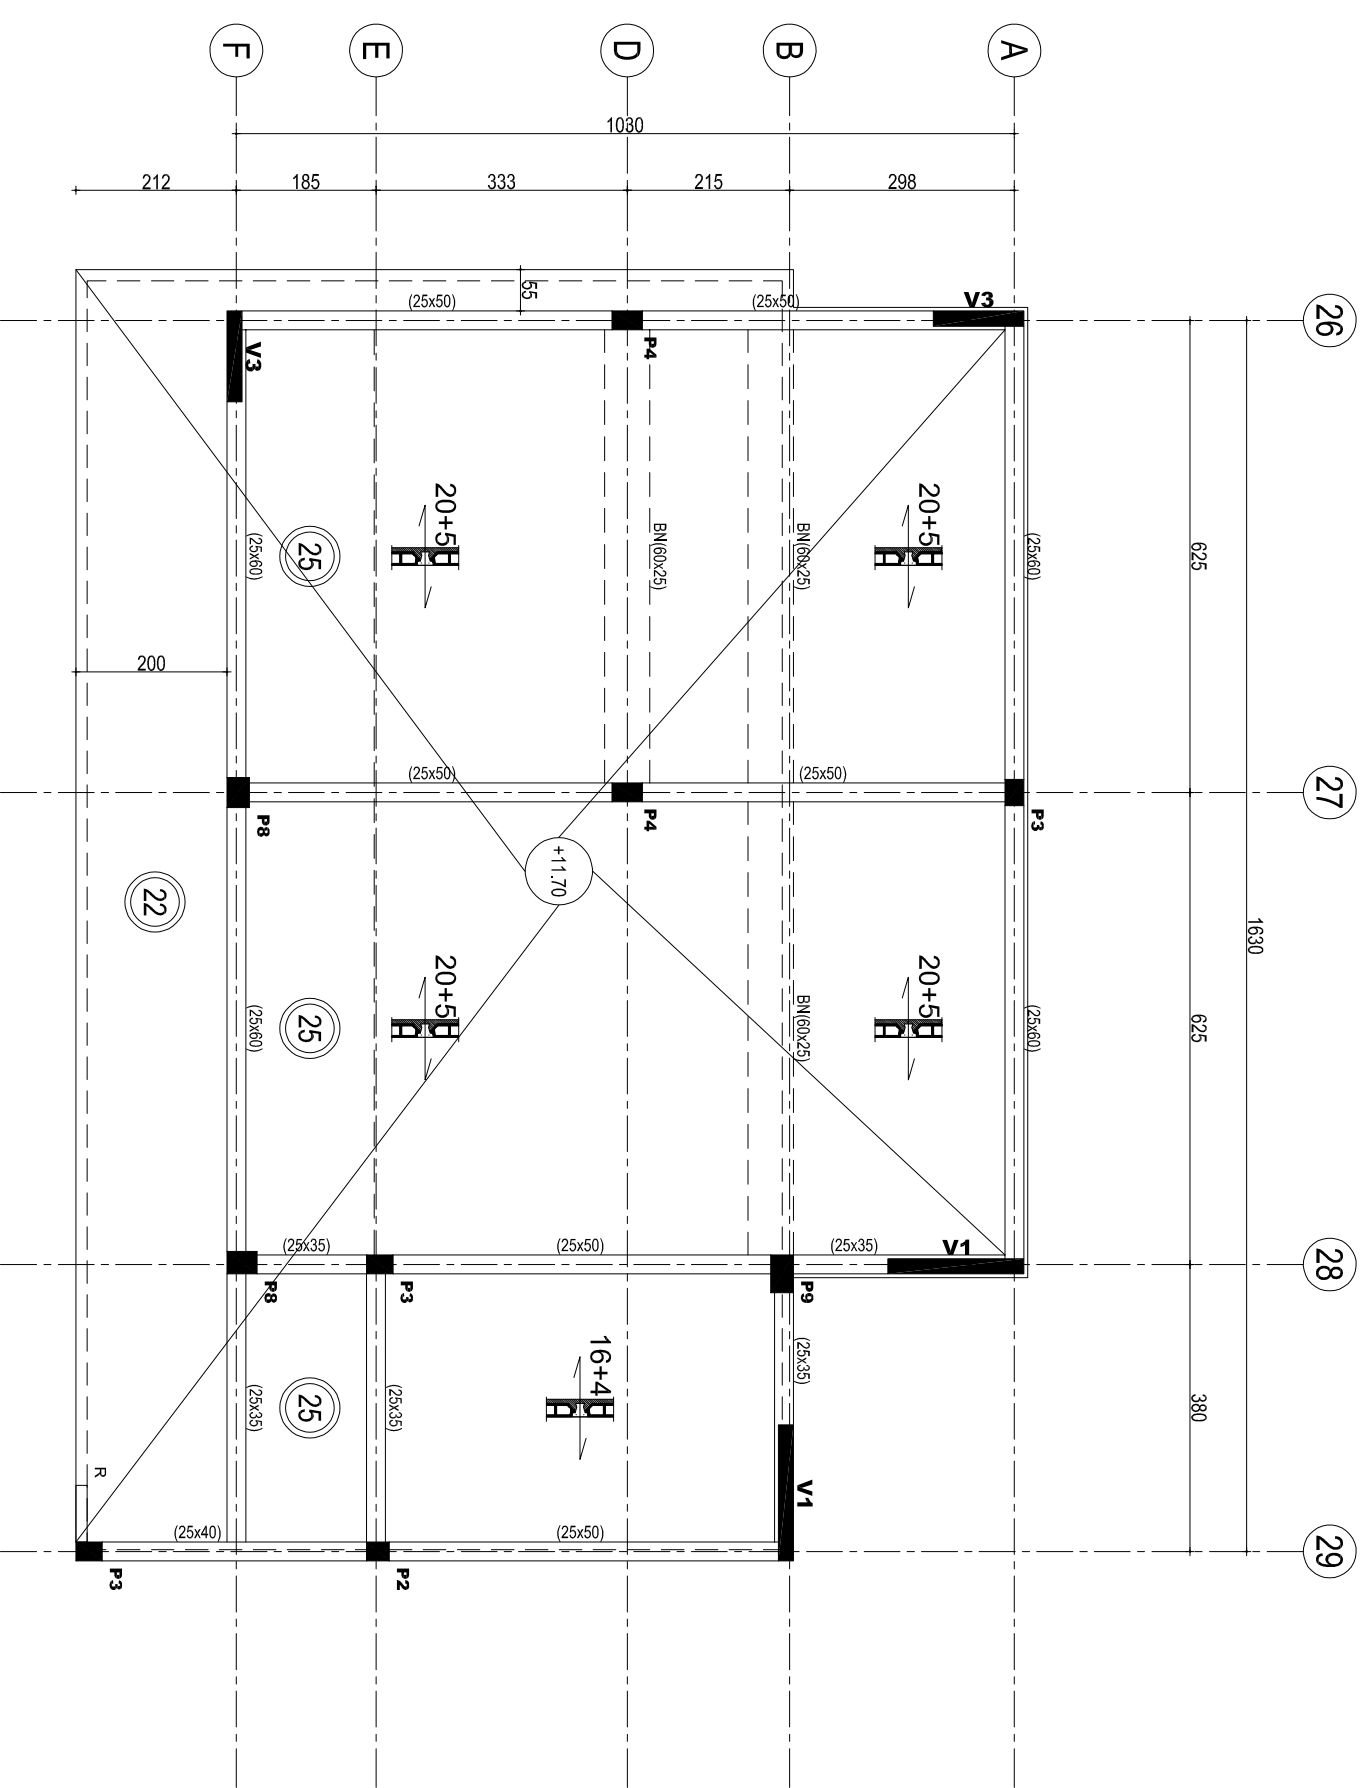 F
E
D
B
A
1030
212
185
333
215
298
55
(25x50)
(25x50)
V3
26
V3
P4
20+5
20+5
BN(60x25)
BN(60x25)
(25x60)
(25x60)
25
625
200
(25x50)
(25x50)
27
P8
P4
P3
+11.70
22
1630
20+5
20+5
BN(60x25)
(25x60)
(25x60)
25
625
(25x35)
(25x50)
(25x35)
V1
28
P8
P3
P9
16+4
(25x35)
(25x35)
(25x35)
25
380
R
V1
(25x40)
(25x50)
29
P3
P2